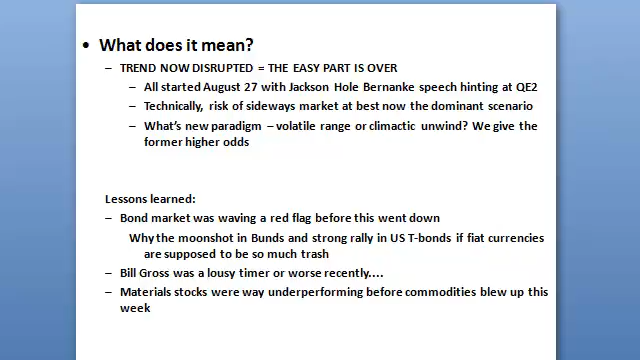 • What does it mean?
– TREND NOW DISRUPTED = THE EASY PART IS OVER
– All started August 27 with Jackson Hole Bernanke speech hinting at QE2
– Technically, risk of sideways market at best now the dominant scenario
– What's new paradigm – volatile range or climactic unwind? We give the
former higher odds
Lessons learned:
– Bond market was waving a red flag before this went down
Why the moonshot in Bunds and strong rally in US T-bonds if fiat currencies
are supposed to be so much trash
– Bill Gross was a lousy timer or worse recently....
– Materials stocks were way underperforming before commodities blew up this
week